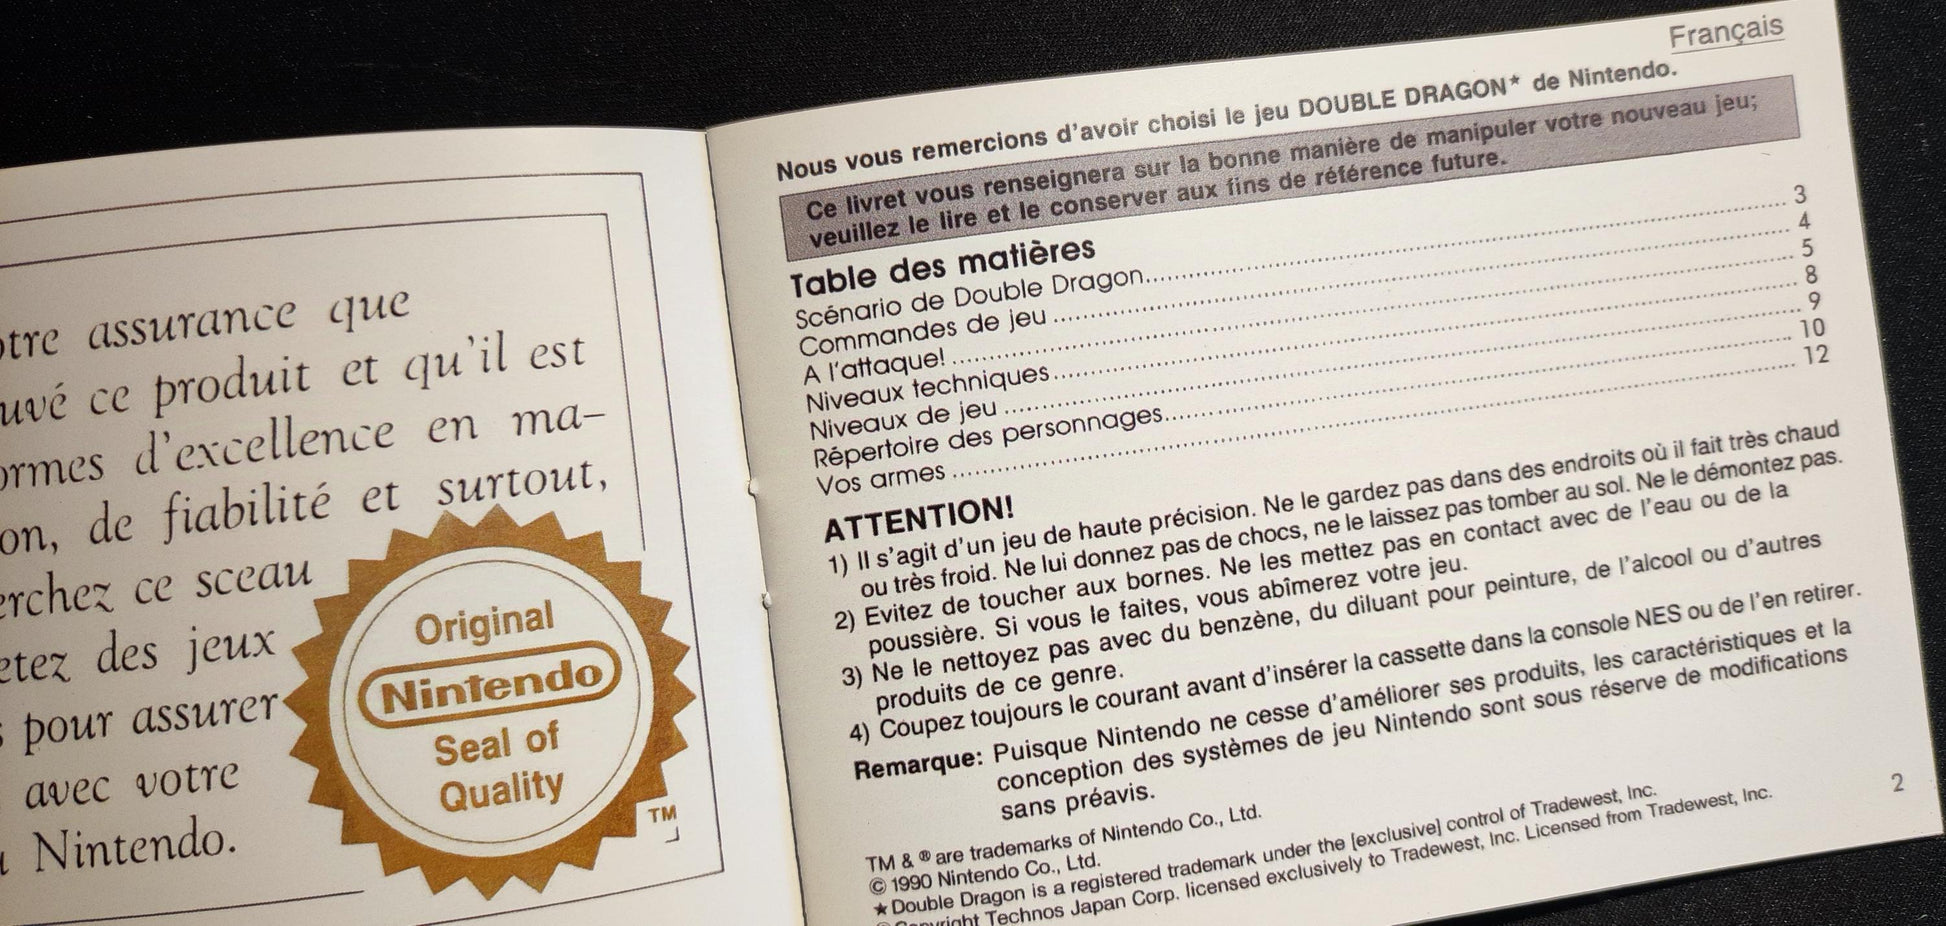 assurance que
ce produit et qu'il est
d'excellence en ma-
de fiabilité et surtout,
ce sceau
des jeux
pour assurer
avec votre
Nintendo.
Original
Nintendo
Seal of
Quality
TM
Français
Nous vous remercions d'avoir choisi le jeu DOUBLE DRAGON* de Nintendo.
Ce livret vous renseignera sur la bonne manière de manipuler votre nouveau jeu;
veuillez le lire et le conserver aux fins de référence future.
Table des matières
Scénario de Double Dragon 3
Commandes de jeu 4
A l'attaque! 5
Niveaux techniques 8
Niveaux de jeu 9
Répertoire des personnages 10
Vos armes 12
ATTENTION!
1) Il s'agit d'un jeu de haute précision. Ne le gardez pas dans des endroits où il fait très chaud
ou très froid. Ne lui donnez pas de chocs, ne le laissez pas tomber au sol. Ne le démontez pas.
2) Evitez de toucher aux bornes. Ne les mettez pas en contact avec de l'eau ou de la
poussière. Si vous le faites, vous abîmerez votre jeu.
3) Ne le nettoyez pas avec du benzène, du diluant pour peinture, de l'alcool ou d'autres
produits de ce genre.
4) Coupez toujours le courant avant d'insérer la cassette dans la console NES ou de l'en retirer.
Remarque: Puisque Nintendo ne cesse d'améliorer ses produits, les caractéristiques et la
conception des systèmes de jeu Nintendo sont sous réserve de modifications
sans préavis.
TM & ® are trademarks of Nintendo Co., Ltd.
© 1990 Nintendo Co., Ltd.
★ Double Dragon is a registered trademark under the [exclusive] control of Tradewest, Inc.
Copyright Technos Japan Corp. licensed exclusively to Tradewest, Inc. Licensed from Tradewest, Inc.
2